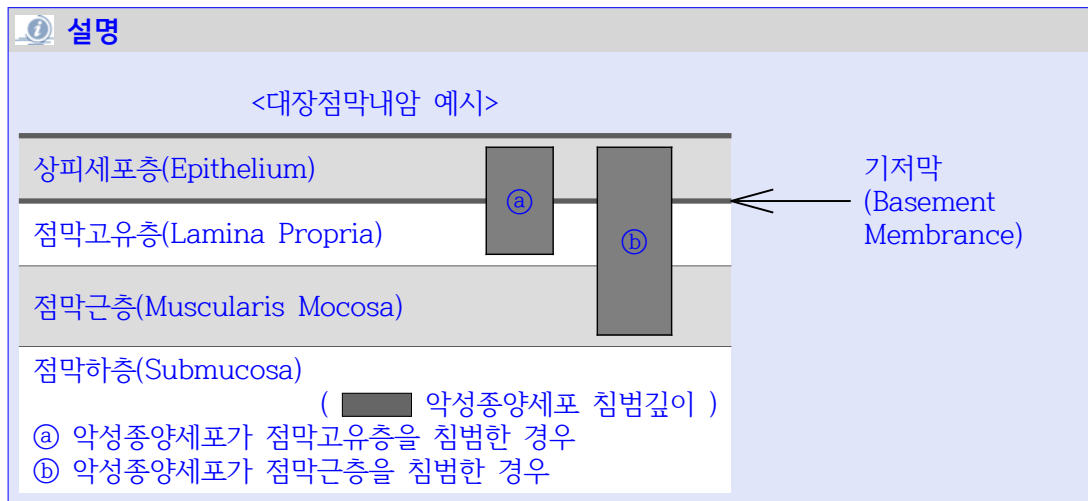 설명
<대장점막내암 예시>
상피세포층(Epithelium)
ⓐ
기저막
(Basement
Membrance)
점막고유층(Lamina Propria)
ⓑ
점막근층(Muscularis Mocosa)
점막하층(Submucosa)
( 악성종양세포 침범깊이 )
ⓐ 악성종양세포가 점막고유층을 침범한 경우
ⓑ 악성종양세포가 점막근층을 침범한 경우